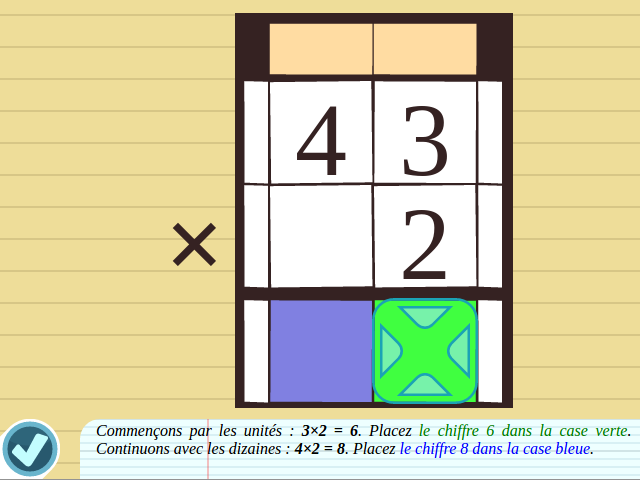 4 3
× 2
Commençons par les unités : 3×2 = 6. Placez le chiffre 6 dans la case verte.
Continuons avec les dizaines : 4×2 = 8. Placez le chiffre 8 dans la case bleue.